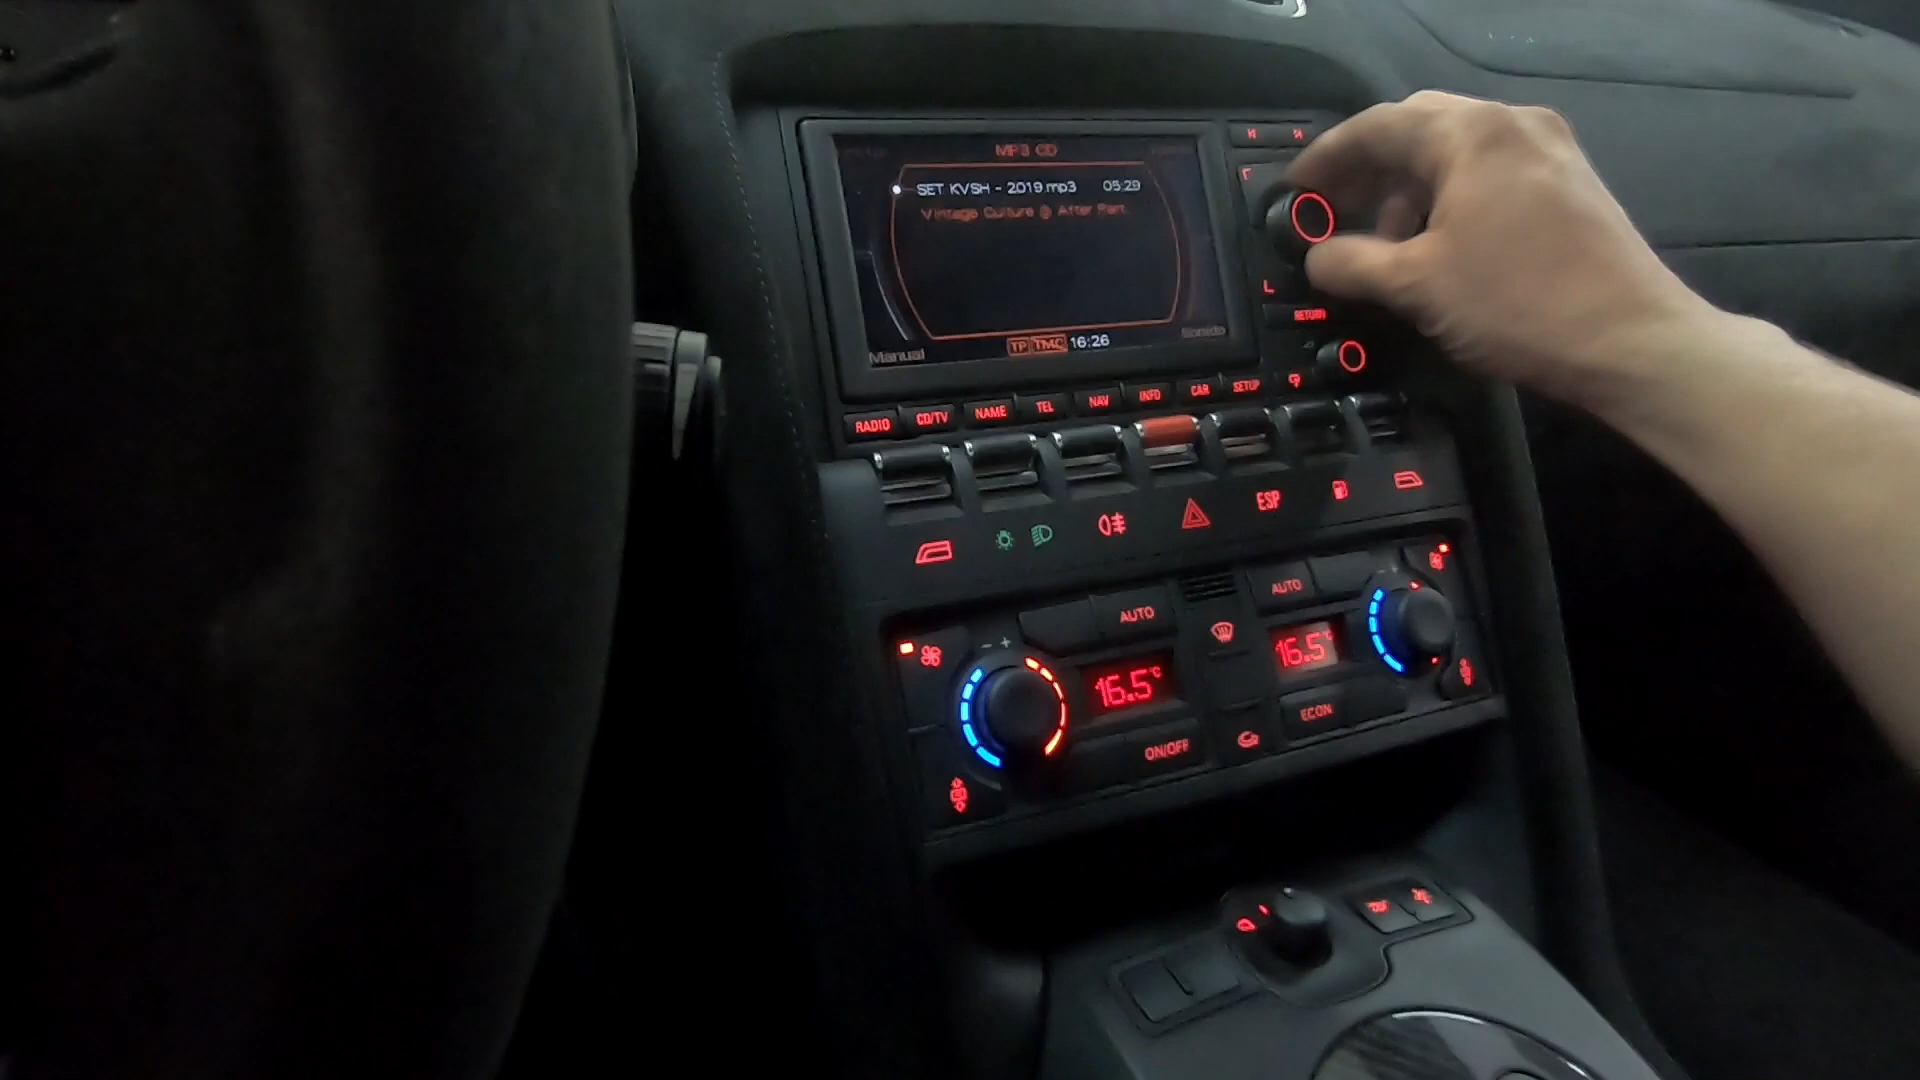 MP3 CD
SET KVSH - 2019.mp3 05:29
Vintage Culture @ After Part
Manual TP TMC 16:26 Sonido
RETURN
RADIO CD/TV NAME TEL NAV INFO CAR SETUP
ESP
AUTO AUTO
- + - +
16.5°C 16.5°
ON/OFF ECON